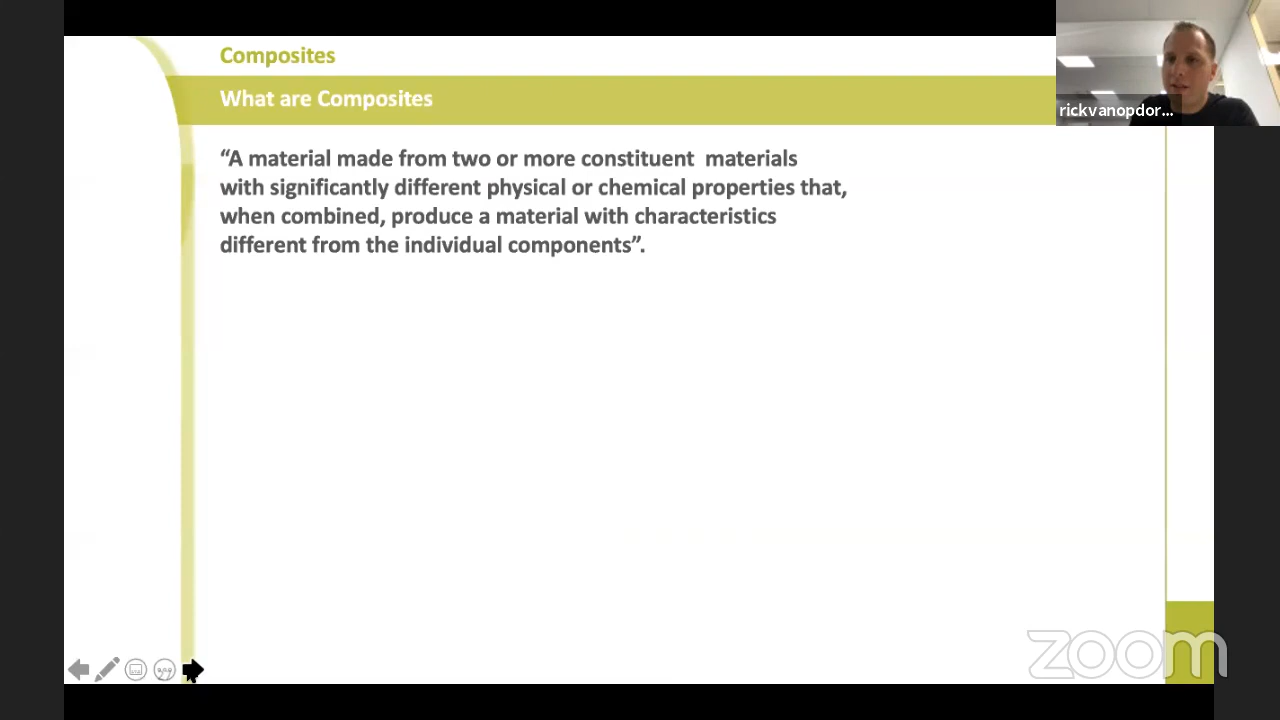 Composites
What are Composites
rickvanopdor...
“A material made from two or more constituent materials
with significantly different physical or chemical properties that,
when combined, produce a material with characteristics
different from the individual components”.
zoom